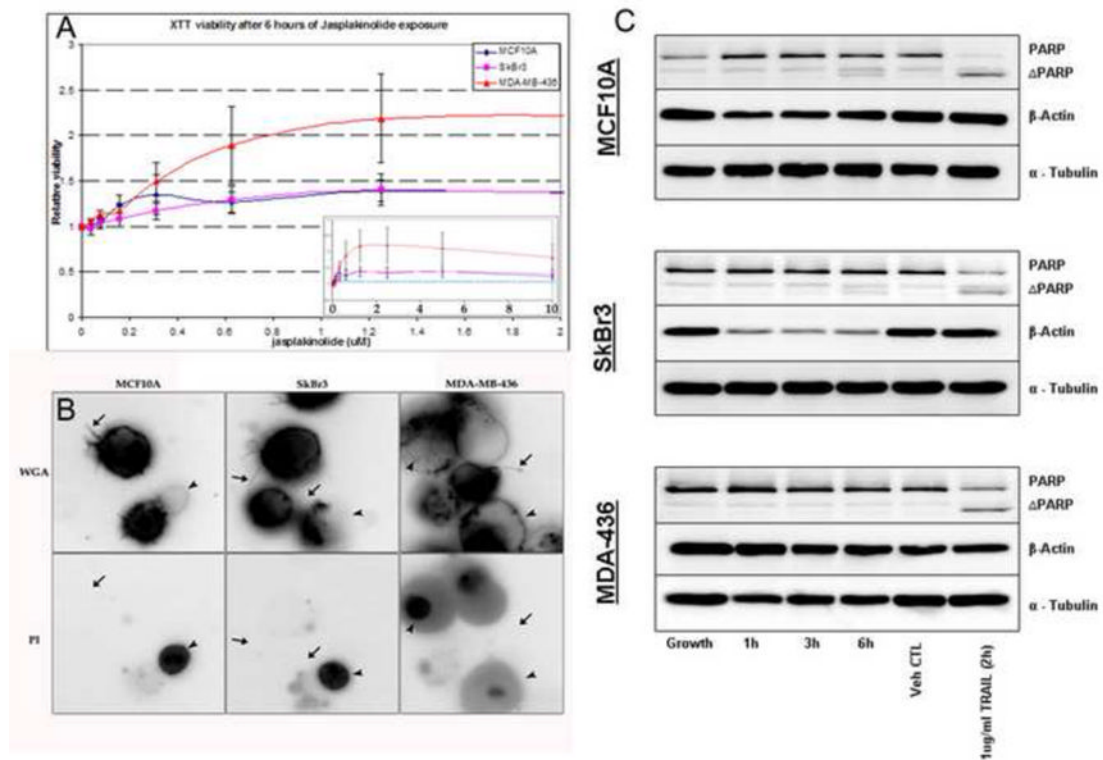 A
XTT viability after 6 hours of Jasplakinolide exposure
MCF10A
SkBr3
MDA-MB-436
Relative viability
3
2.5
2
1.5
1
0.5
0
0 0.2 0.4 0.6 0.8 1 1.2 1.4 1.6 1.8 2
0 2 4 6 8 10
jasplakinolide (uM)
B
MCF10A SkBr3 MDA-MB-436
WGA
PI
C
MCF10A
PARP
ΔPARP
β-Actin
α - Tubulin
SkBr3
PARP
ΔPARP
β-Actin
α - Tubulin
MDA-436
PARP
ΔPARP
β-Actin
α - Tubulin
Growth 1h 3h 6h Veh CTL 1ug/ml TRAIL (2h)